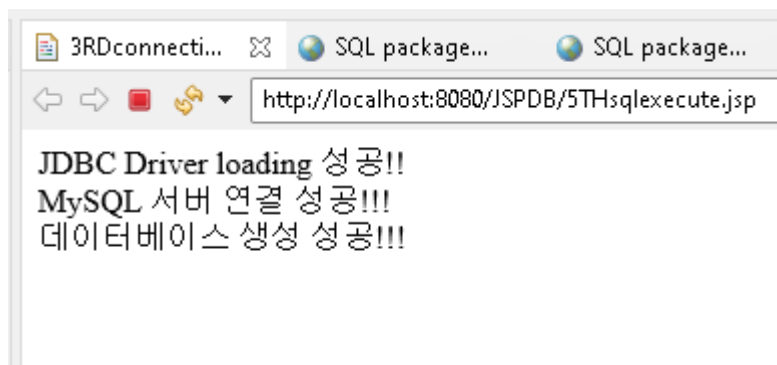 3RDconnecti... SQL package... SQL package...
http://localhost:8080/JSPDB/5THsqlexecute.jsp
JDBC Driver loading 성공!!
MySQL 서버 연결 성공!!!
데이터베이스 생성 성공!!!